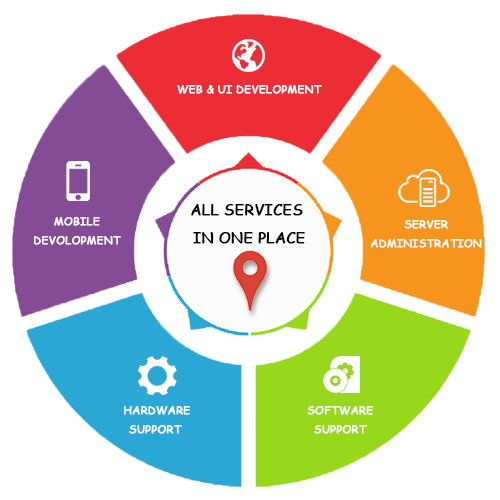 WEB & UI DEVELOPMENT
MOBILE
DEVOLOPMENT
ALL SERVICES
IN ONE PLACE
SERVER
ADMINISTRATION
HARDWARE
SUPPORT
SOFTWARE
SUPPORT